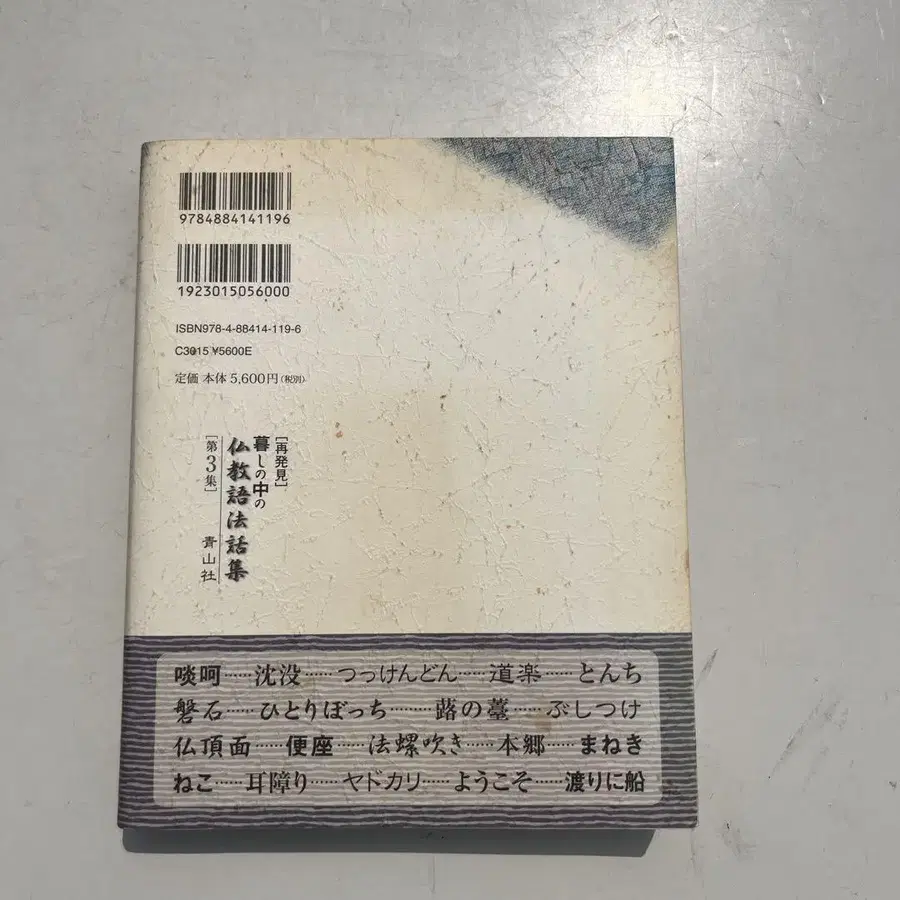 9784884141196
1923015056000
ISBN978-4-88414-119-6
C3015 ¥5600E
定価 本体5,600円(税別)
[再発見]
暮しの中の
仏教語法話集
[第3集]
青山社
啖呵……沈没……つっけんどん……道楽……とんち
磐石……ひとりぼっち………蕗の薹……ぶしつけ
仏頂面……便座……法螺吹き……本郷……まねき
ねこ……耳障り……ヤドカリ……ようこそ……渡りに船